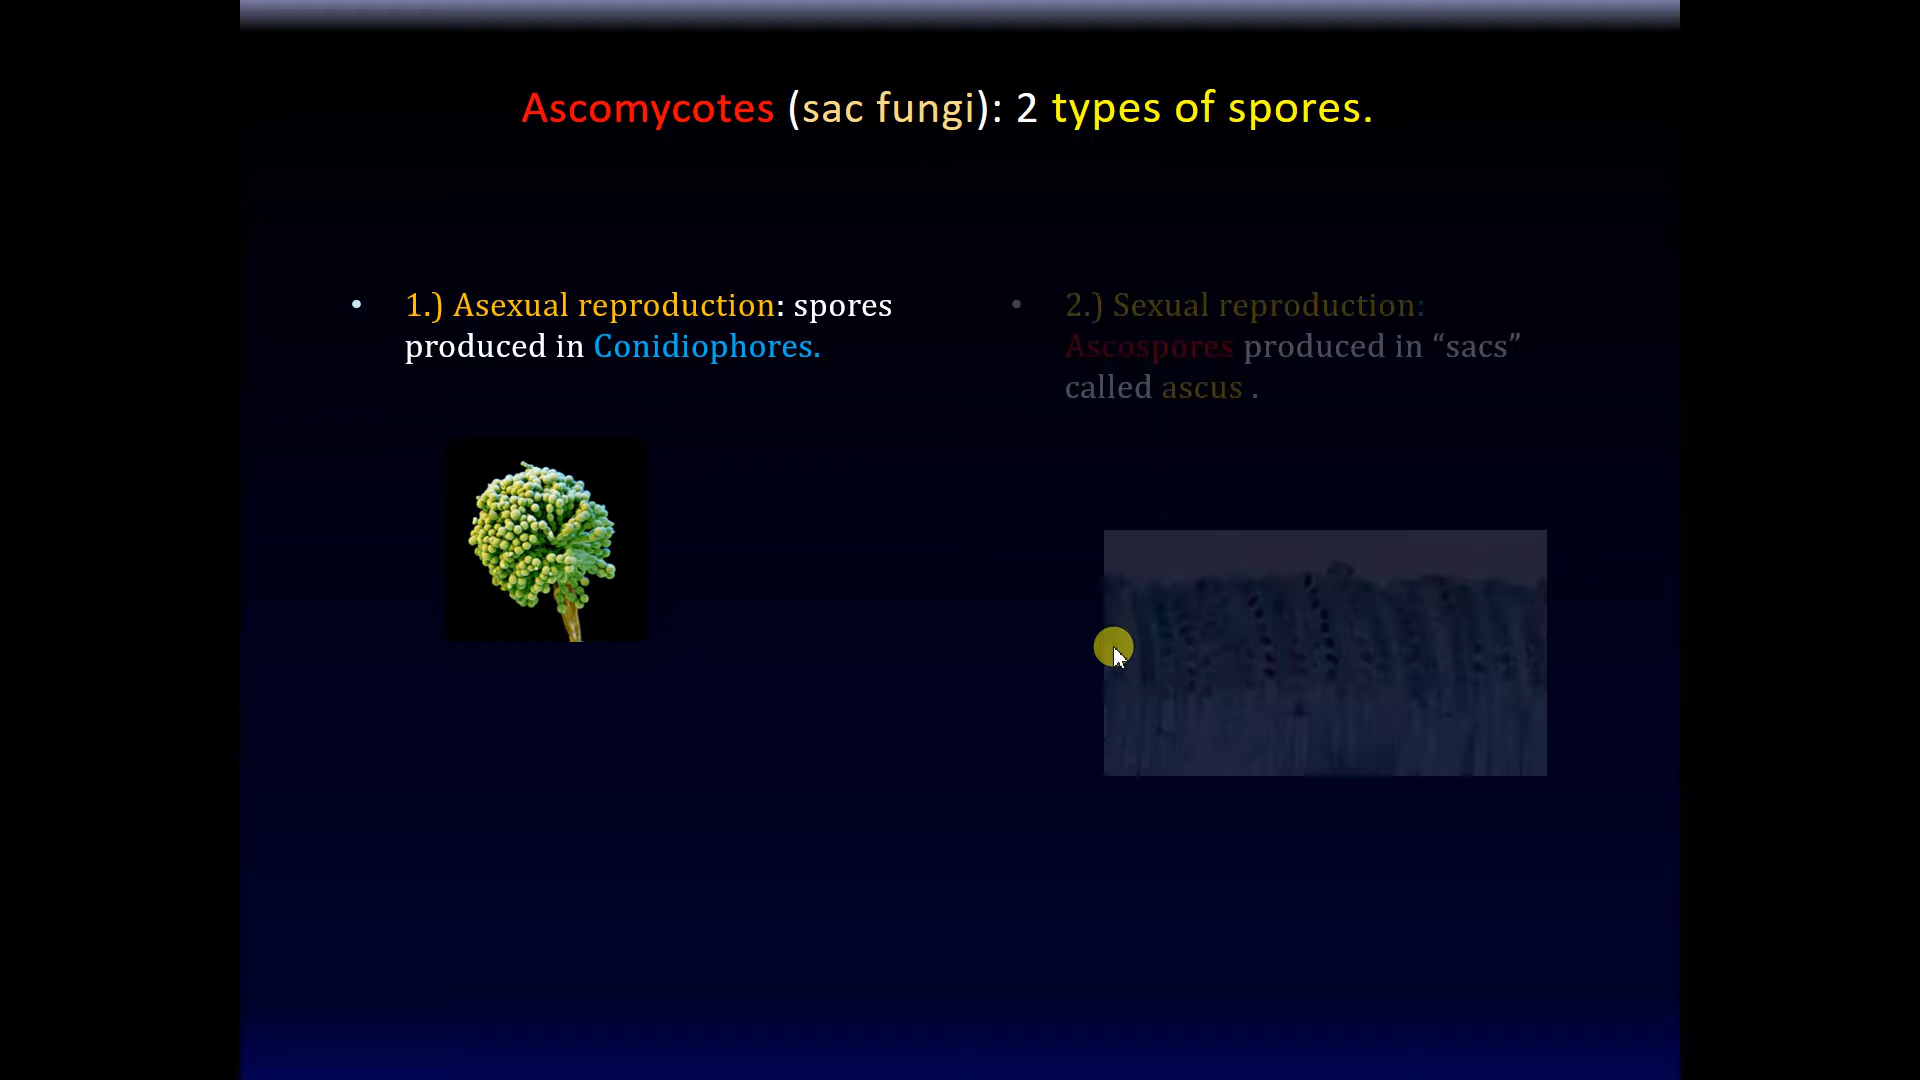 Ascomycotes (sac fungi): 2 types of spores.
• 1.) Asexual reproduction: spores
produced in Conidiophores.
• 2.) Sexual reproduction:
Ascospores produced in “sacs”
called ascus .